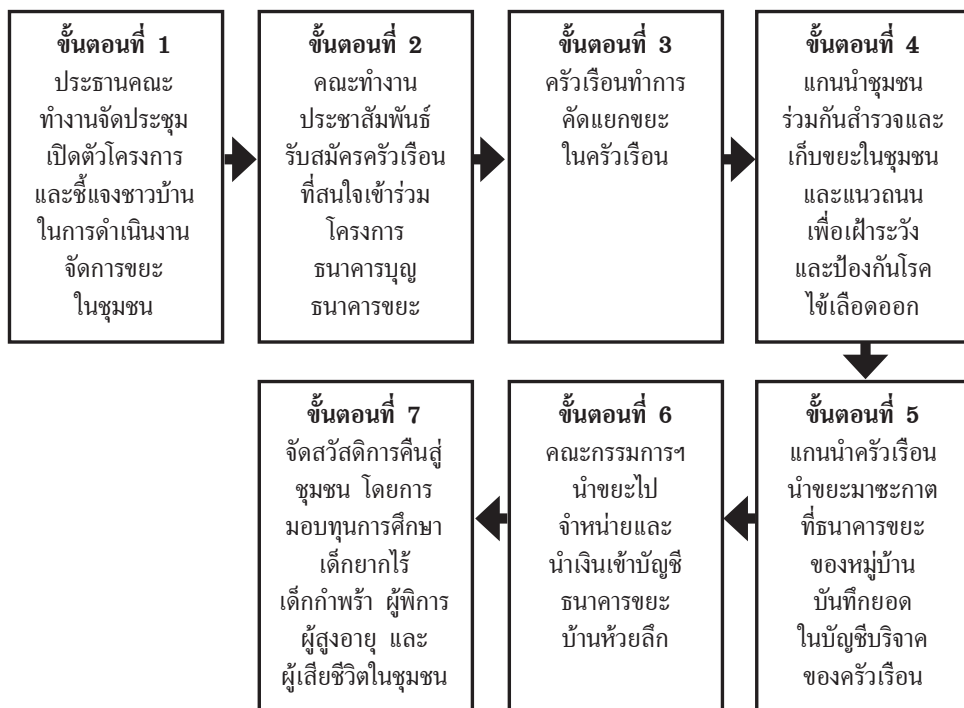 ขั้นตอนที่ 1
ประธานคณะ
ทำงานจัดประชุม
เปิดตัวโครงการ
และชี้แจงชาวบ้าน
ในการดำเนินงาน
จัดการขยะ
ในชุมชน
ขั้นตอนที่ 2
คณะทำงาน
ประชาสัมพันธ์
รับสมัครครัวเรือน
ที่สนใจเข้าร่วม
โครงการ
ธนาคารบุญ
ธนาคารขยะ
ขั้นตอนที่ 3
ครัวเรือนทำการ
คัดแยกขยะ
ในครัวเรือน
ขั้นตอนที่ 4
แกนนำชุมชน
ร่วมกันสำรวจและ
เก็บขยะในชุมชน
และแนวถนน
เพื่อเฝ้าระวัง
และป้องกันโรค
ไข้เลือดออก
ขั้นตอนที่ 5
แกนนำครัวเรือน
นำขยะมาซะกาต
ที่ธนาคารขยะ
ของหมู่บ้าน
บันทึกยอด
ในบัญชีบริจาค
ของครัวเรือน
ขั้นตอนที่ 6
คณะกรรมการฯ
นำขยะไป
จำหน่ายและ
นำเงินเข้าบัญชี
ธนาคารขยะ
บ้านห้วยลึก
ขั้นตอนที่ 7
จัดสวัสดิการคืนสู่
ชุมชน โดยการ
มอบทุนการศึกษา
เด็กยากไร้
เด็กกำพร้า ผู้พิการ
ผู้สูงอายุ และ
ผู้เสียชีวิตในชุมชน